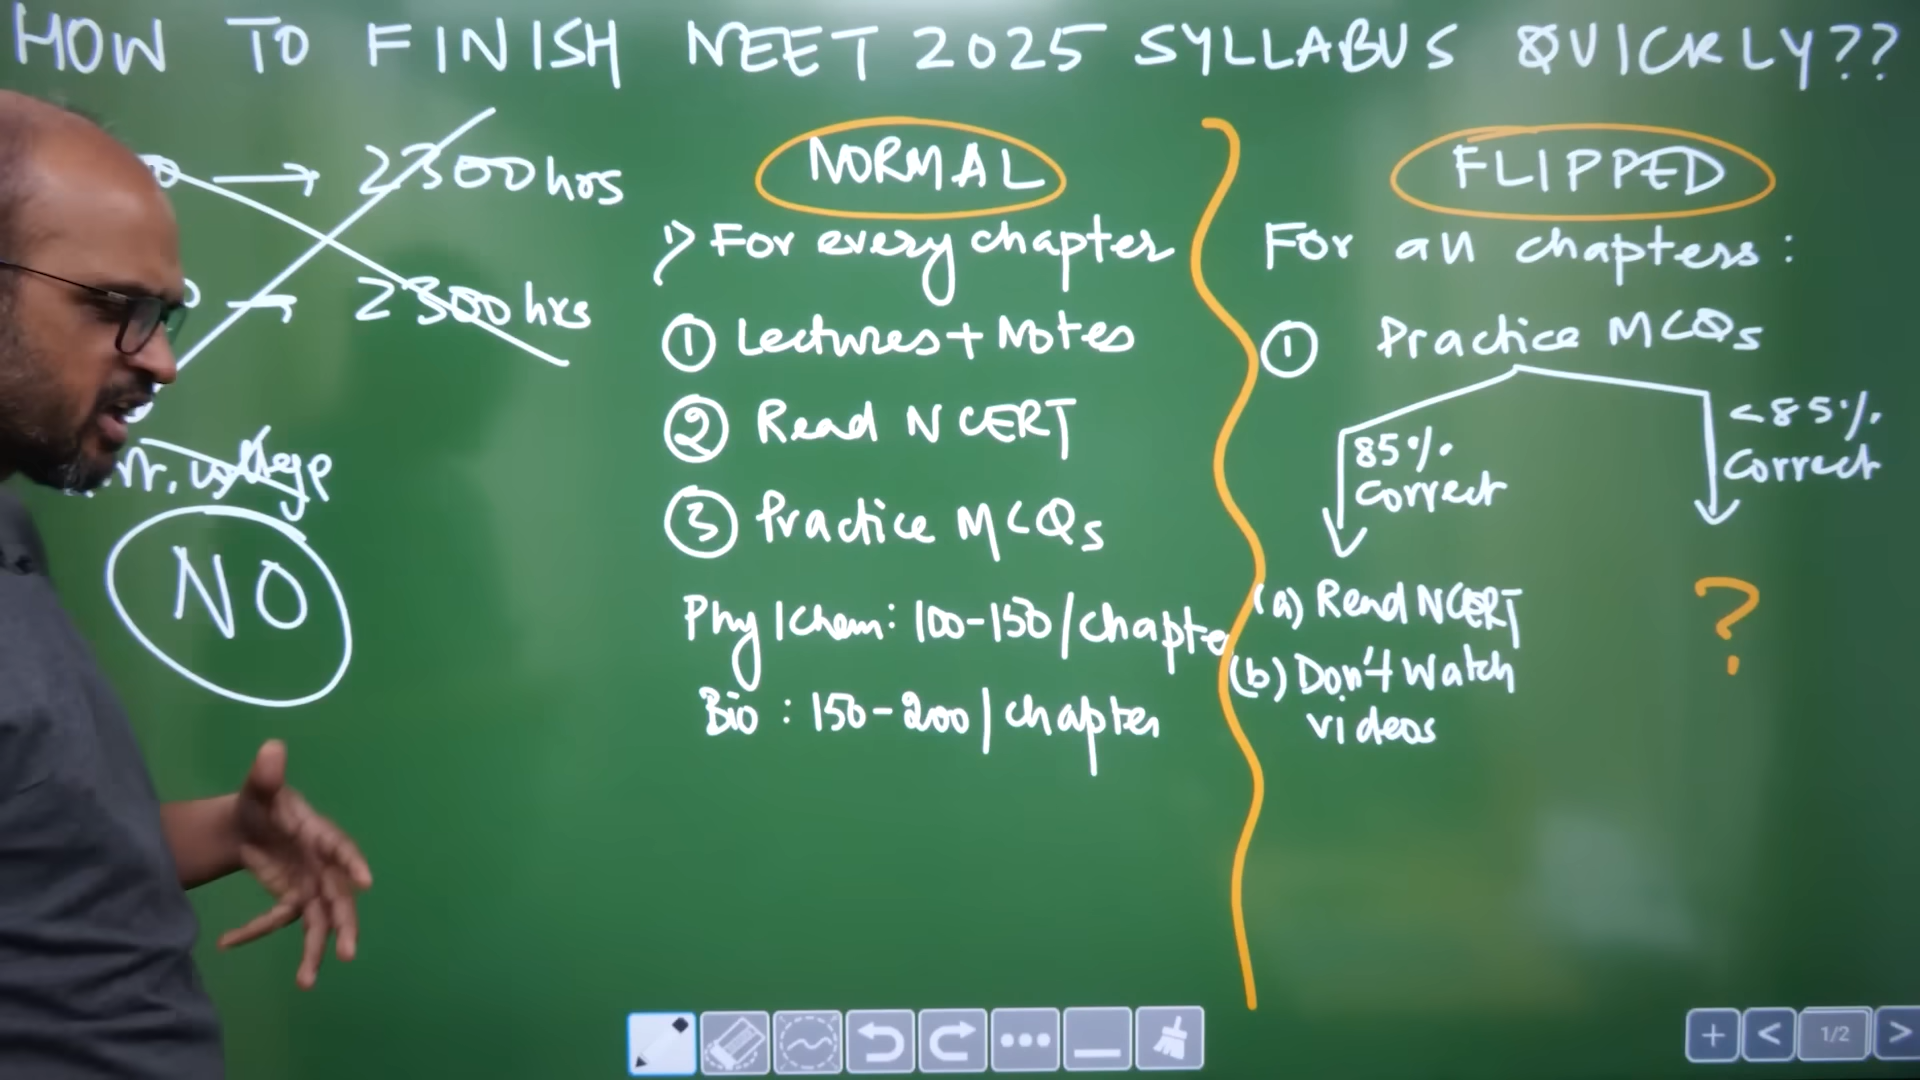 HOW TO FINISH NEET 2025 SYLLABUS QUICKLY??
→ 2300 hrs
→ 2300 hrs
NO
NORMAL
1) For every chapter
① Lectures + Notes
② Read NCERT
③ Practice MCQs
Phy/Chem: 100-150/chapter
Bio: 150-200/chapter
FLIPPED
For all chapters:
① Practice MCQs
85% correct
<85% correct
(a) Read NCERT
(b) Don't watch
videos
?
1/2